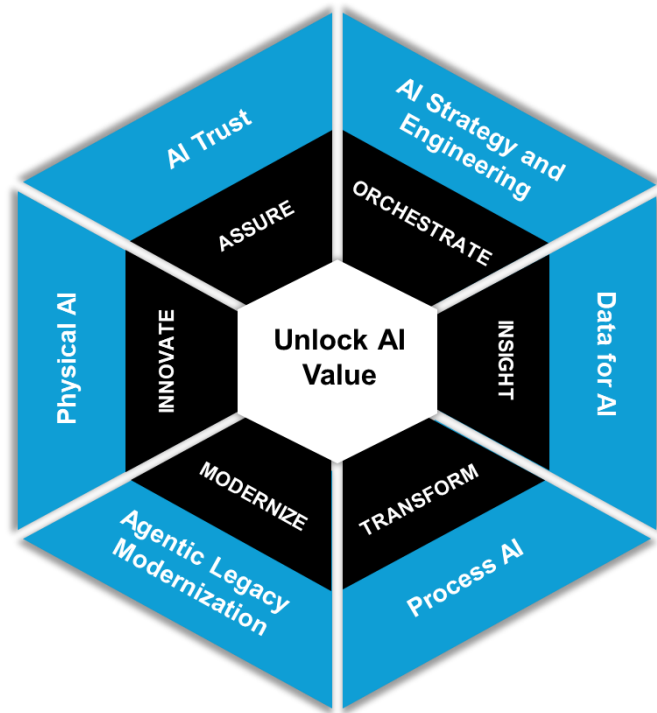 AI Strategy and
Engineering
ORCHESTRATE
Data for AI
INSIGHT
Process AI
TRANSFORM
Agentic Legacy
Modernization
MODERNIZE
Physical AI
INNOVATE
AI Trust
ASSURE
Unlock AI
Value